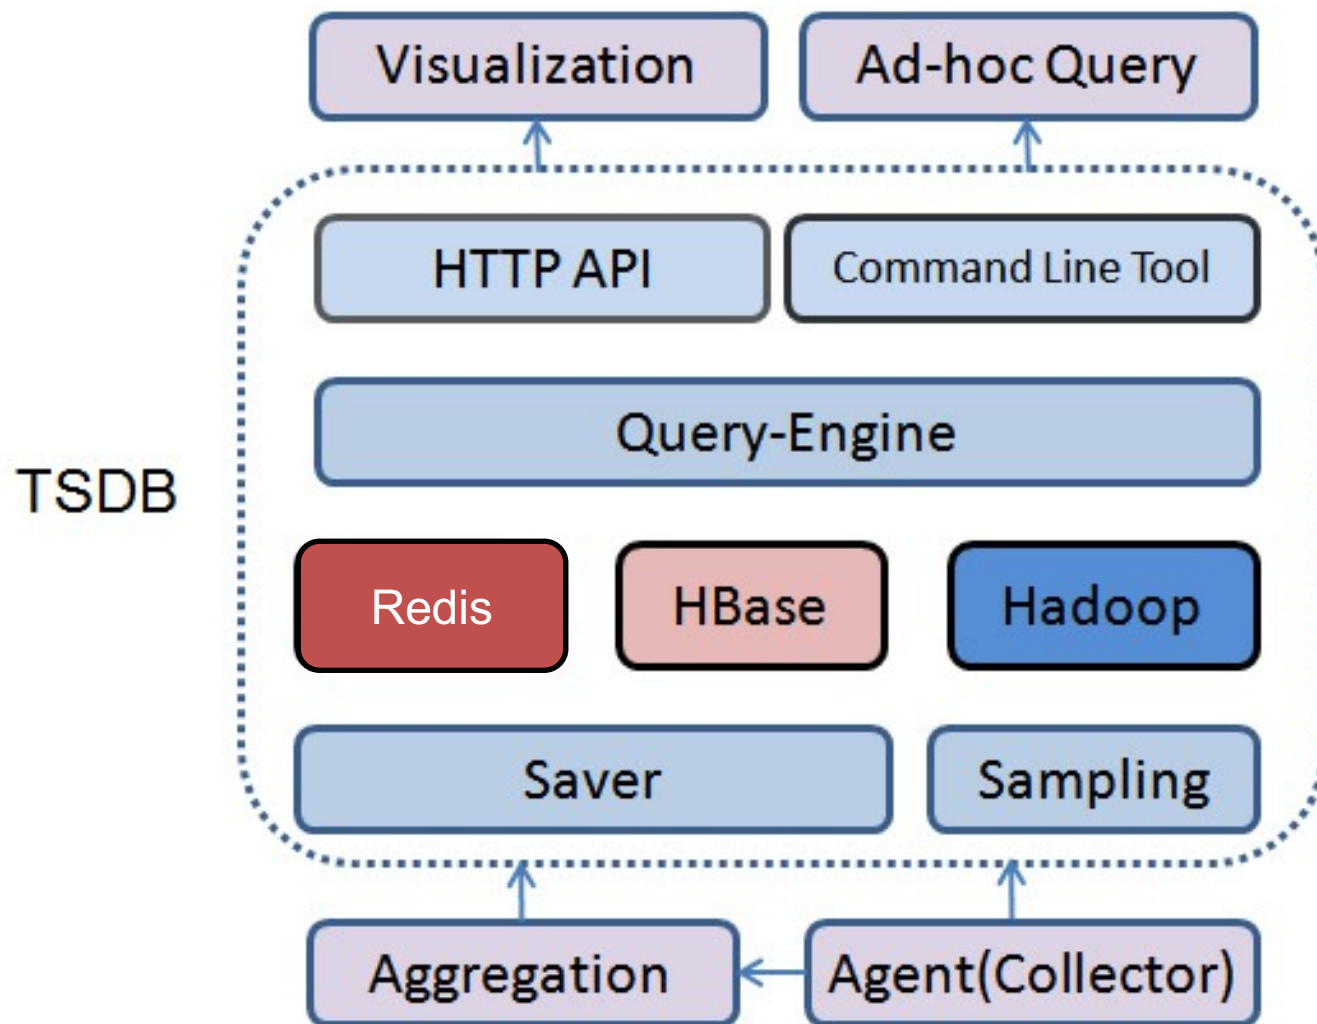 Visualization
Ad-hoc Query
HTTP API
Command Line Tool
Query-Engine
TSDB
Redis
HBase
Hadoop
Saver
Sampling
Aggregation
Agent(Collector)